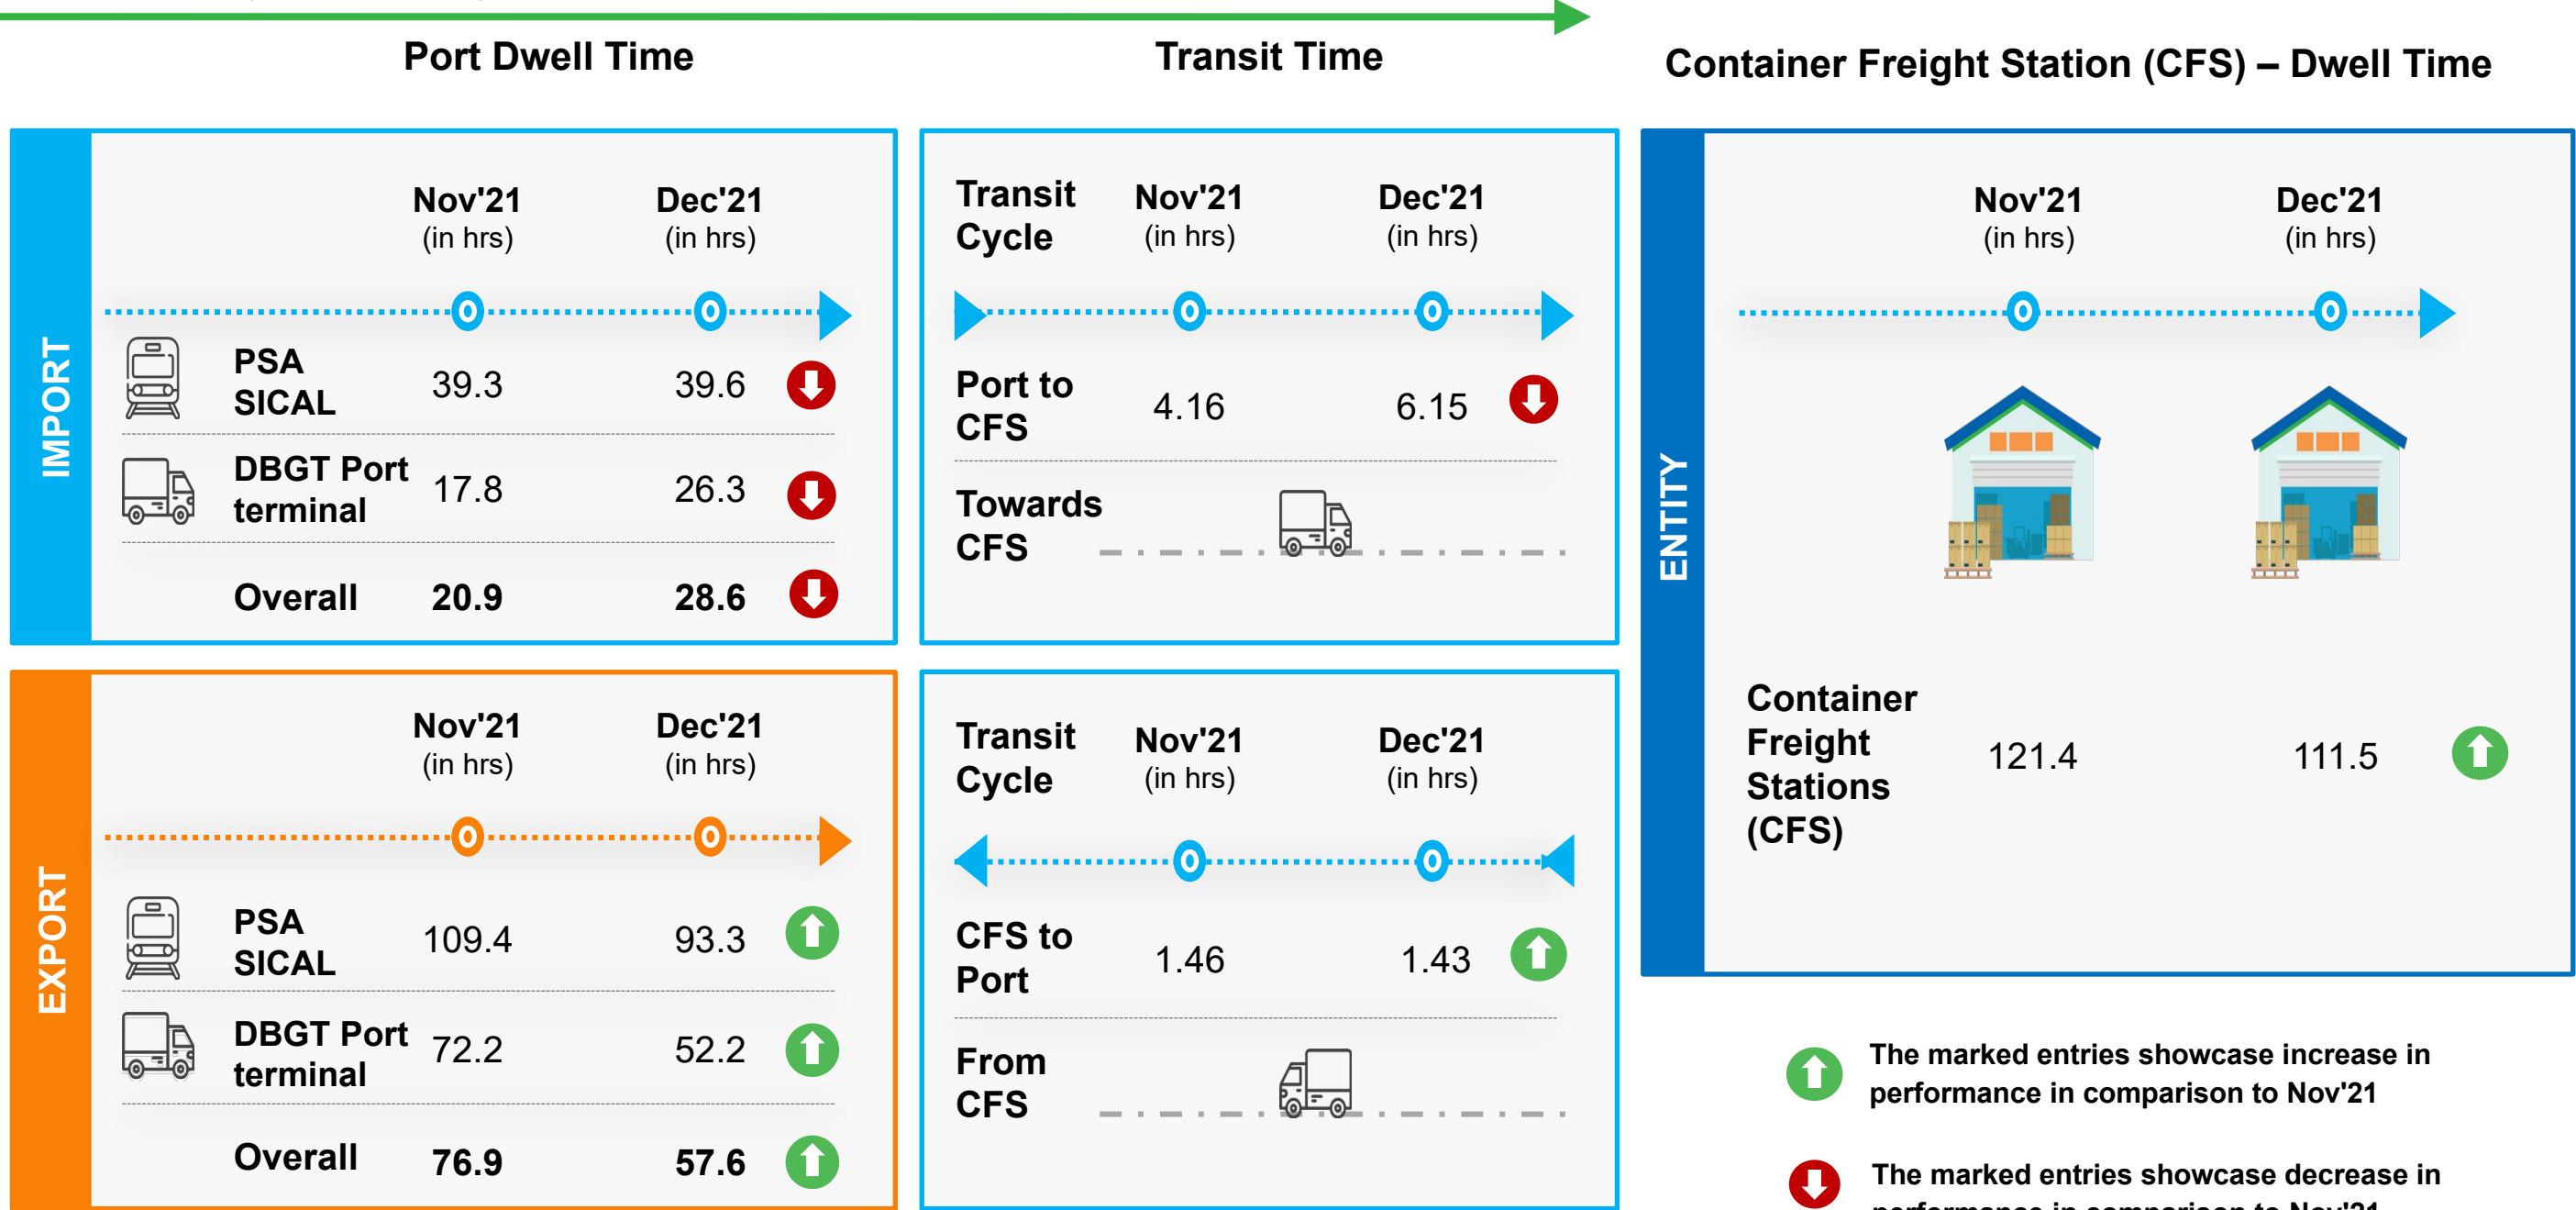 Port Dwell Time
Transit Time
Container Freight Station (CFS) – Dwell Time
IMPORT
Nov'21
(in hrs)
Dec'21
(in hrs)
PSA
SICAL
39.3
39.6
DBGT Port
terminal
17.8
26.3
Overall
20.9
28.6
Transit
Cycle
Nov'21
(in hrs)
Dec'21
(in hrs)
Port to
CFS
4.16
6.15
Towards
CFS
ENTITY
Nov'21
(in hrs)
Dec'21
(in hrs)
Container
Freight
Stations
(CFS)
121.4
111.5
EXPORT
Nov'21
(in hrs)
Dec'21
(in hrs)
PSA
SICAL
109.4
93.3
DBGT Port
terminal
72.2
52.2
Overall
76.9
57.6
Transit
Cycle
Nov'21
(in hrs)
Dec'21
(in hrs)
CFS to
Port
1.46
1.43
From
CFS
The marked entries showcase increase in
performance in comparison to Nov'21
The marked entries showcase decrease in
performance in comparison to Nov'21